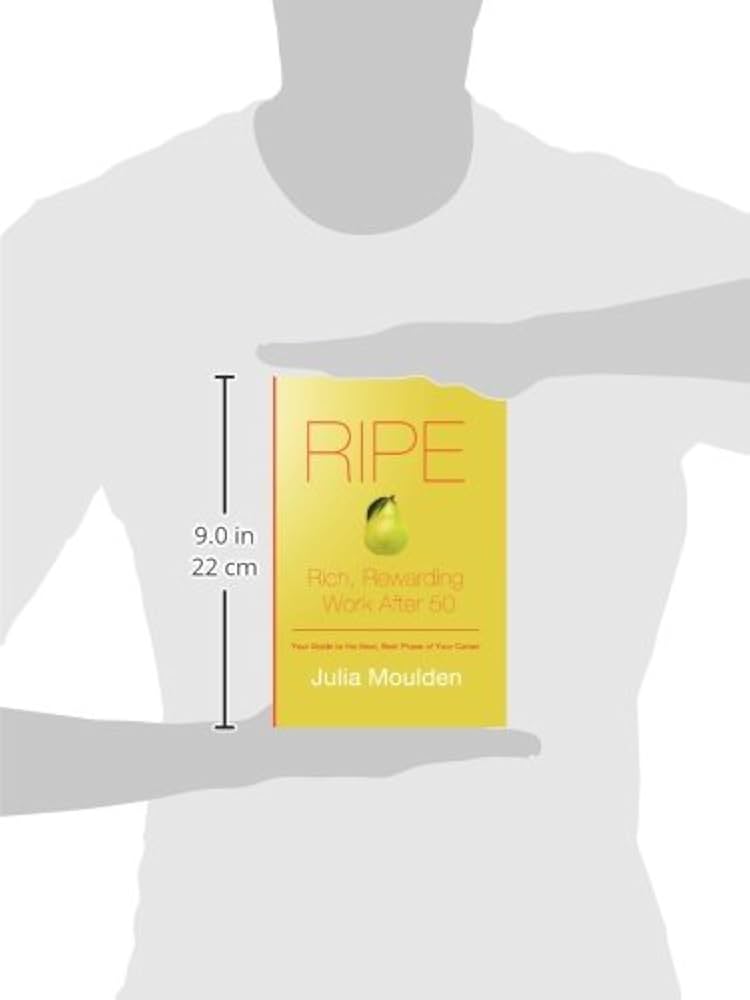 RIPE
9.0 in
22 cm
Rich, Rewarding
Work After 50
Your Guide to the Next, Best Phase of Your Career
Julia Moulden